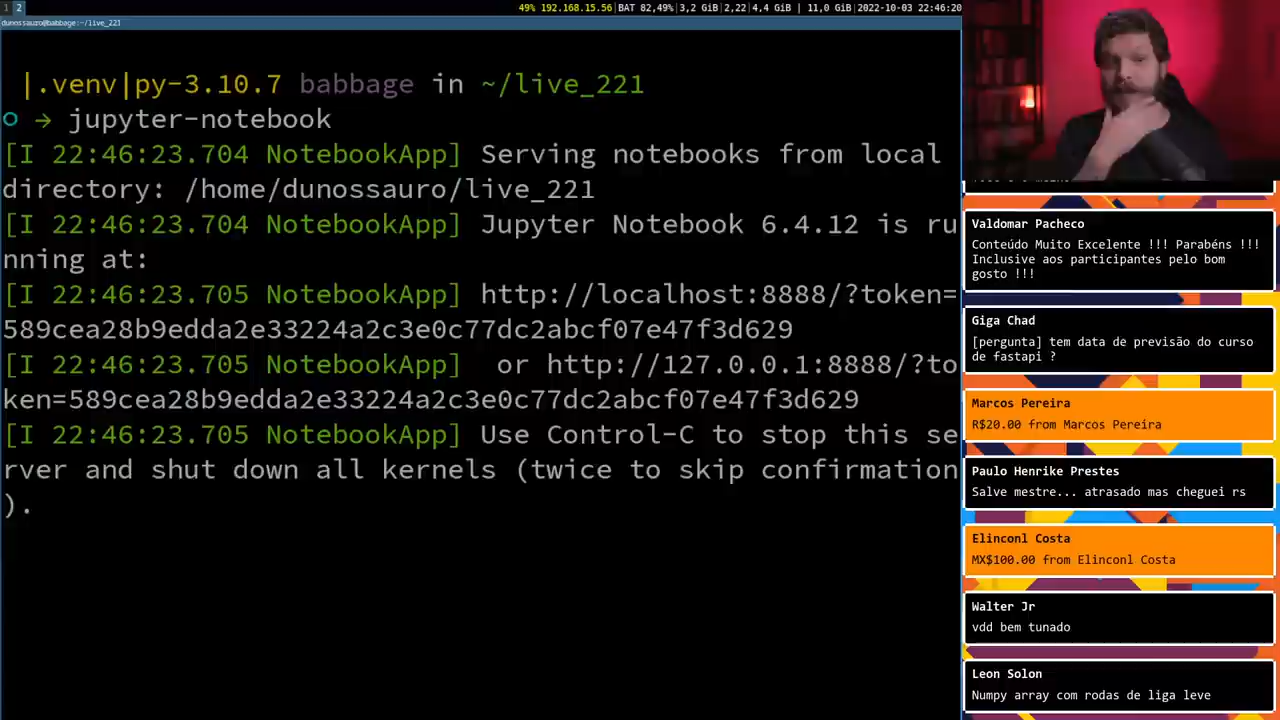 1 2
49% 192.168.15.56|BAT 82,49%|3,2 GiB|2,22|4,4 GiB | 11,0 GiB|2022-10-03 22:46:20
dunossauro@babbage:~/live_221
|.venv|py-3.10.7 babbage in ~/live_221
→ jupyter-notebook
[I 22:46:23.704 NotebookApp] Serving notebooks from local
directory: /home/dunossauro/live_221
[I 22:46:23.704 NotebookApp] Jupyter Notebook 6.4.12 is ru
nning at:
[I 22:46:23.705 NotebookApp] http://localhost:8888/?token=
589cea28b9edda2e33224a2c3e0c77dc2abcf07e47f3d629
[I 22:46:23.705 NotebookApp]  or http://127.0.0.1:8888/?to
ken=589cea28b9edda2e33224a2c3e0c77dc2abcf07e47f3d629
[I 22:46:23.705 NotebookApp] Use Control-C to stop this se
rver and shut down all kernels (twice to skip confirmation
).
Valdomar Pacheco
Conteúdo Muito Excelente !!! Parabéns !!!
Inclusive aos participantes pelo bom
gosto !!!
Giga Chad
[pergunta] tem data de previsão do curso
de fastapi ?
Marcos Pereira
R$20.00 from Marcos Pereira
Paulo Henrike Prestes
Salve mestre... atrasado mas cheguei rs
Elinconl Costa
MX$100.00 from Elinconl Costa
Walter Jr
vdd bem tunado
Leon Solon
Numpy array com rodas de liga leve